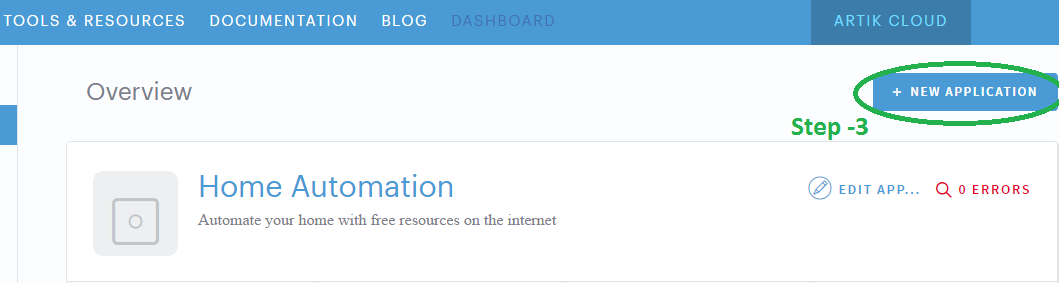 TOOLS & RESOURCES DOCUMENTATION BLOG DASHBOARD ARTIK CLOUD
Overview
+ NEW APPLICATION
Step -3
Home Automation
EDIT APP... 0 ERRORS
Automate your home with free resources on the internet